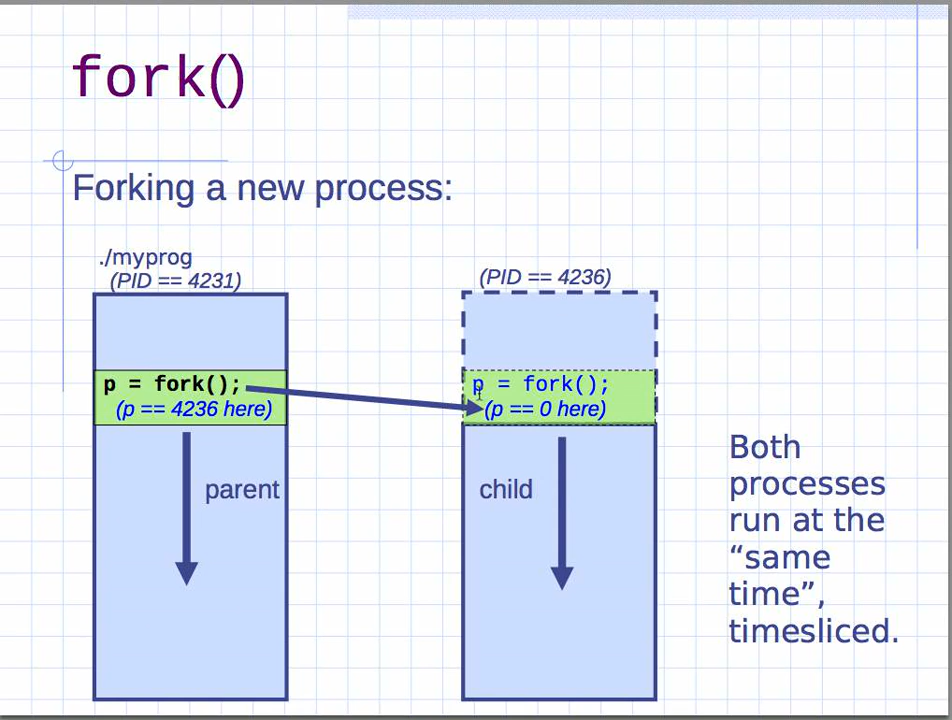 fork()
Forking a new process:
./myprog
(PID == 4231)
p = fork();
(p == 4236 here)
parent
(PID == 4236)
p = fork();
(p == 0 here)
child
Both
processes
run at the
“same
time”,
timesliced.